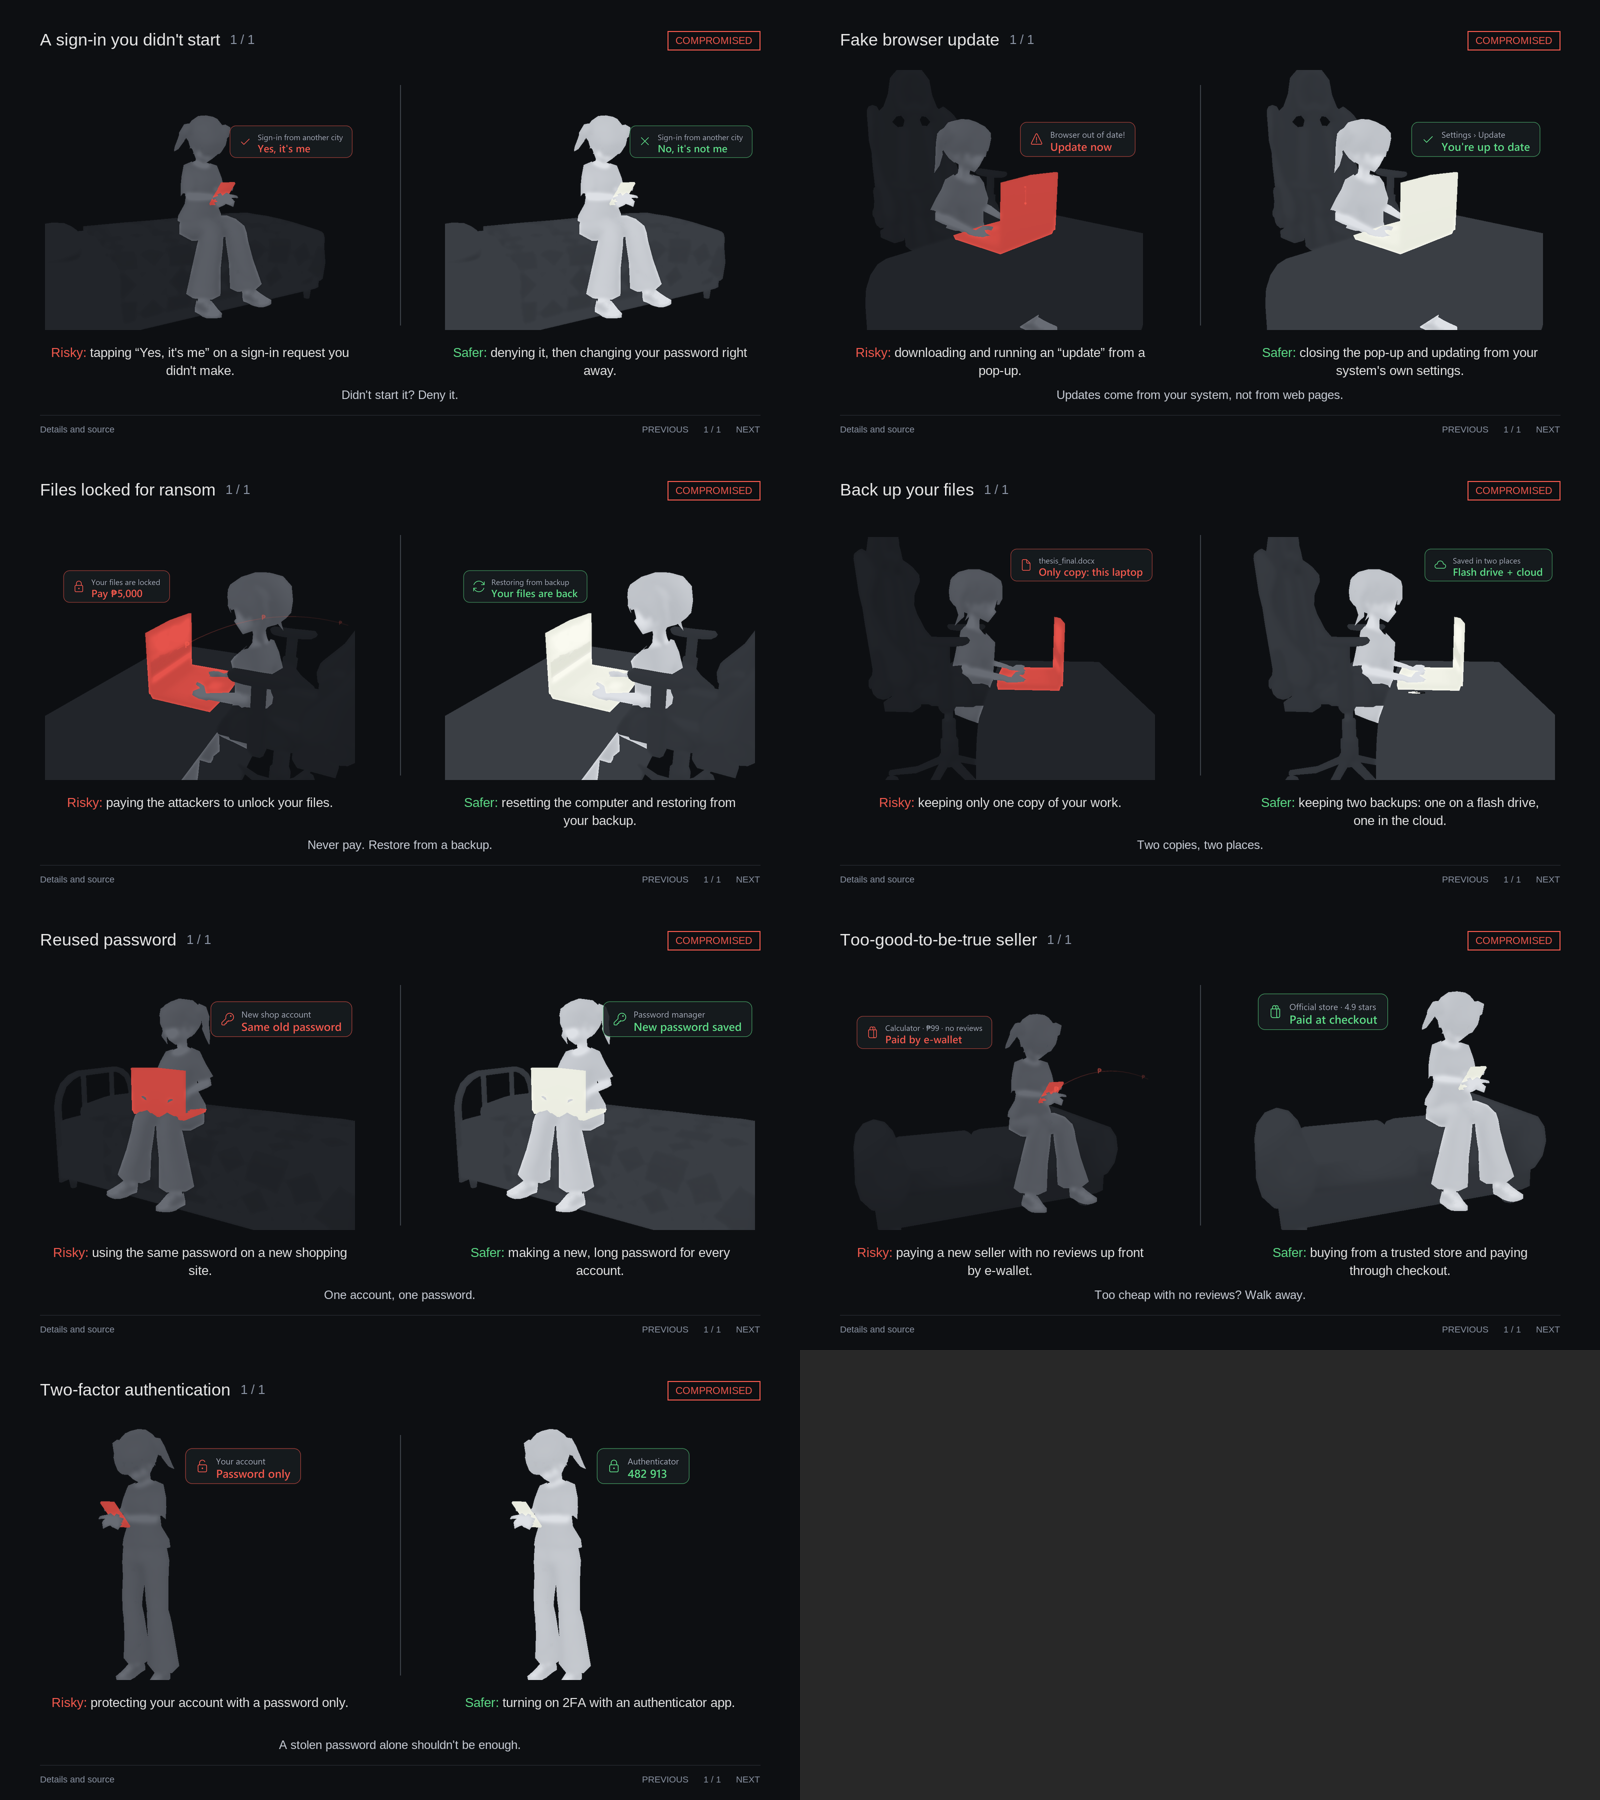 A sign-in you didn't start 1 / 1
COMPROMISED
Sign-in from another city
Yes, it's me
Sign-in from another city
No, it's not me
Risky: tapping “Yes, it's me” on a sign-in request you
didn't make.
Safer: denying it, then changing your password right
away.
Didn't start it? Deny it.
Details and source
PREVIOUS 1 / 1 NEXT
Fake browser update 1 / 1
COMPROMISED
Browser out of date!
Update now
Settings › Update
You're up to date
Risky: downloading and running an “update” from a
pop-up.
Safer: closing the pop-up and updating from your
system's own settings.
Updates come from your system, not from web pages.
Details and source
PREVIOUS 1 / 1 NEXT
Files locked for ransom 1 / 1
COMPROMISED
Your files are locked
Pay ₱5,000
Restoring from backup
Your files are back
Risky: paying the attackers to unlock your files.
Safer: resetting the computer and restoring from
your backup.
Never pay. Restore from a backup.
Details and source
PREVIOUS 1 / 1 NEXT
Back up your files 1 / 1
COMPROMISED
thesis_final.docx
Only copy: this laptop
Saved in two places
Flash drive + cloud
Risky: keeping only one copy of your work.
Safer: keeping two backups: one on a flash drive,
one in the cloud.
Two copies, two places.
Details and source
PREVIOUS 1 / 1 NEXT
Reused password 1 / 1
COMPROMISED
New shop account
Same old password
Password manager
New password saved
Risky: using the same password on a new shopping
site.
Safer: making a new, long password for every
account.
One account, one password.
Details and source
PREVIOUS 1 / 1 NEXT
Too-good-to-be-true seller 1 / 1
COMPROMISED
Calculator · ₱99 · no reviews
Paid by e-wallet
Official store · 4.9 stars
Paid at checkout
Risky: paying a new seller with no reviews up front
by e-wallet.
Safer: buying from a trusted store and paying
through checkout.
Too cheap with no reviews? Walk away.
Details and source
PREVIOUS 1 / 1 NEXT
Two-factor authentication 1 / 1
COMPROMISED
Your account
Password only
Authenticator
482 913
Risky: protecting your account with a password only.
Safer: turning on 2FA with an authenticator app.
A stolen password alone shouldn't be enough.
Details and source
PREVIOUS 1 / 1 NEXT